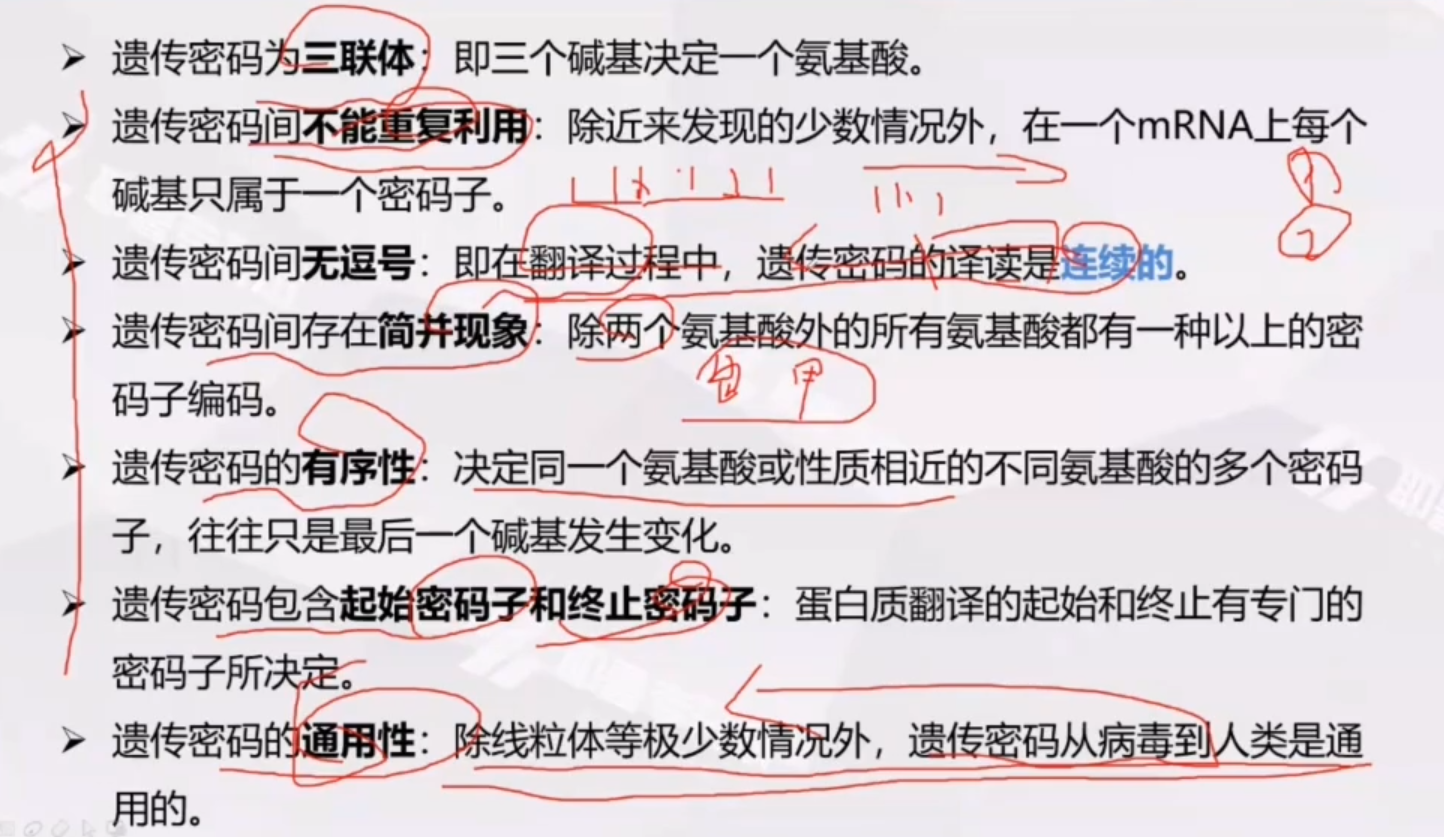 ➢ 遗传密码为三联体：即三个碱基决定一个氨基酸。
➢ 遗传密码间不能重复利用：除近来发现的少数情况外，在一个mRNA上每个
碱基只属于一个密码子。
➢ 遗传密码间无逗号：即在翻译过程中，遗传密码的译读是连续的。
➢ 遗传密码间存在简并现象：除两个氨基酸外的所有氨基酸都有一种以上的密
码子编码。
色 甲
➢ 遗传密码的有序性：决定同一个氨基酸或性质相近的不同氨基酸的多个密码
子，往往只是最后一个碱基发生变化。
➢ 遗传密码包含起始密码子和终止密码子：蛋白质翻译的起始和终止有专门的
密码子所决定。
➢ 遗传密码的通用性：除线粒体等极少数情况外，遗传密码从病毒到人类是通
用的。